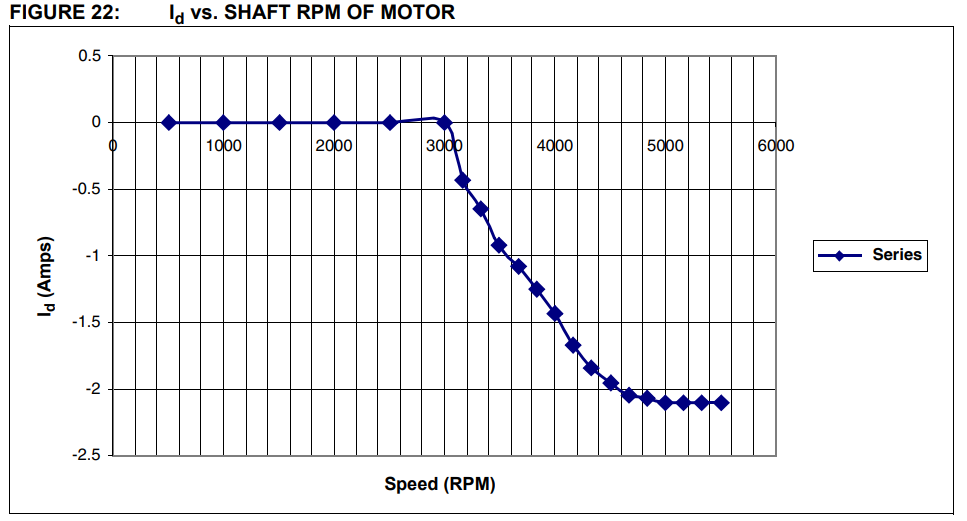 FIGURE 22: Id vs. SHAFT RPM OF MOTOR
0.5
0
0 1000 2000 3000 4000 5000 6000
-0.5
-1
-1.5
-2
-2.5
Id (Amps)
Speed (RPM)
Series